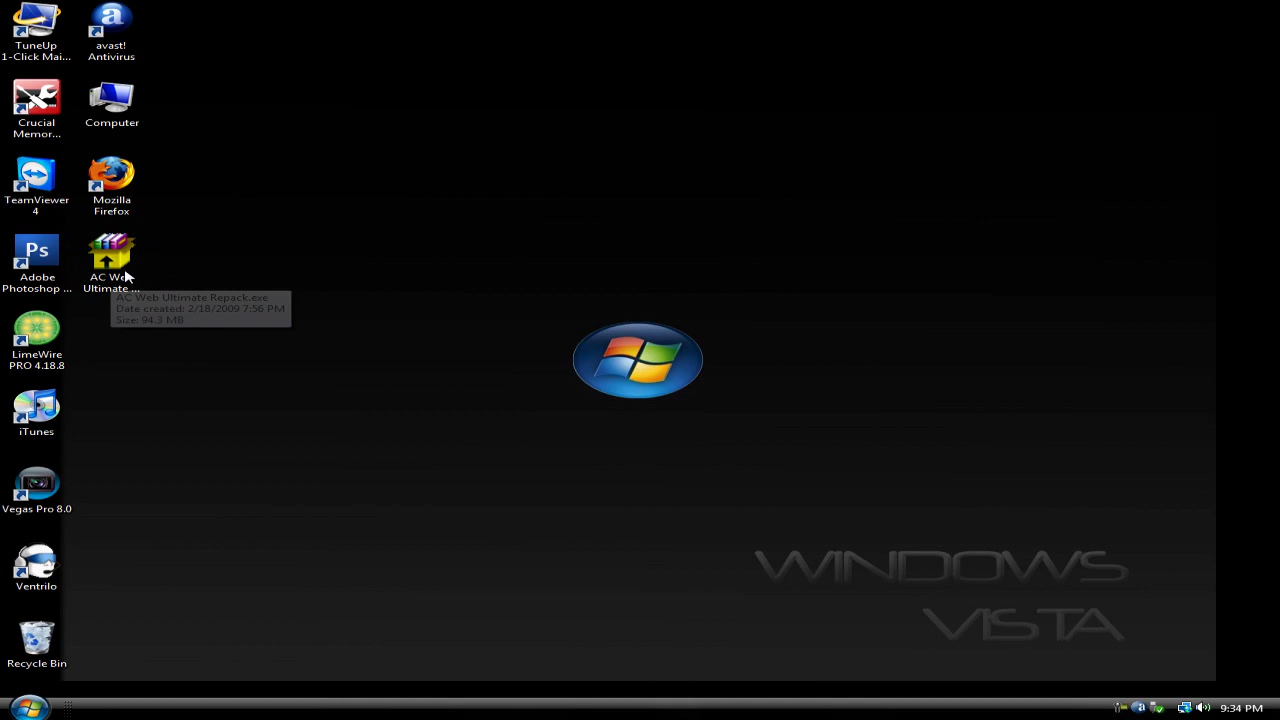 TuneUp
1-Click Mai...
avast!
Antivirus
Crucial
Memor...
Computer
TeamViewer
4
Mozilla
Firefox
Ps
Adobe
Photoshop ...
AC We
Ultimate ...
AC Web Ultimate Repack.exe
Date created: 2/18/2009 7:56 PM
Size: 94.3 MB
LimeWire
PRO 4.18.8
iTunes
Vegas Pro 8.0
Ventrilo
Recycle Bin
WINDOWS
VISTA
9:34 PM